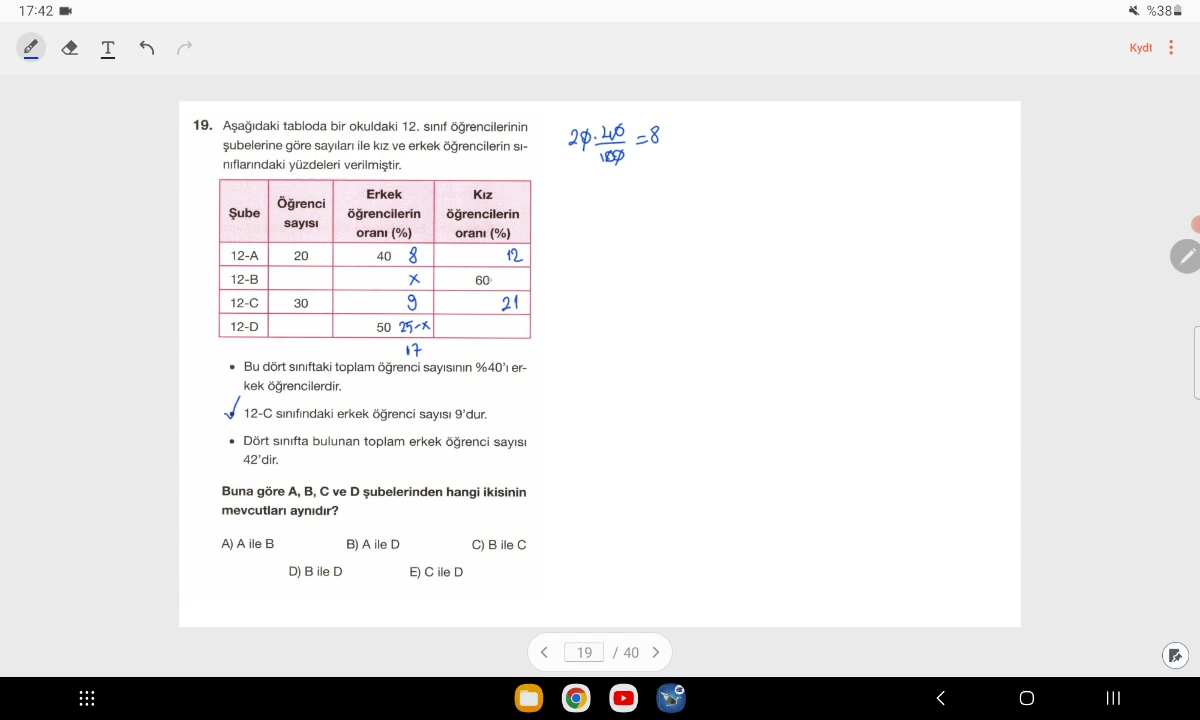 17:42
%38
T
Kydt
19. Aşağıdaki tabloda bir okuldaki 12. sınıf öğrencilerinin
şubelerine göre sayıları ile kız ve erkek öğrencilerin sı-
nıflarındaki yüzdeleri verilmiştir.
20·40/100=8
Şube Öğrenci sayısı Erkek öğrencilerin oranı (%) Kız öğrencilerin oranı (%)
12-A 20 40 8 12
12-B x 60
12-C 30 9 21
12-D 50 25-x
17
• Bu dört sınıftaki toplam öğrenci sayısının %40'ı er-
kek öğrencilerdir.
• 12-C sınıfındaki erkek öğrenci sayısı 9'dur.
• Dört sınıfta bulunan toplam erkek öğrenci sayısı
42'dir.
Buna göre A, B, C ve D şubelerinden hangi ikisinin
mevcutları aynıdır?
A) A ile B B) A ile D C) B ile C
D) B ile D E) C ile D
19 / 40